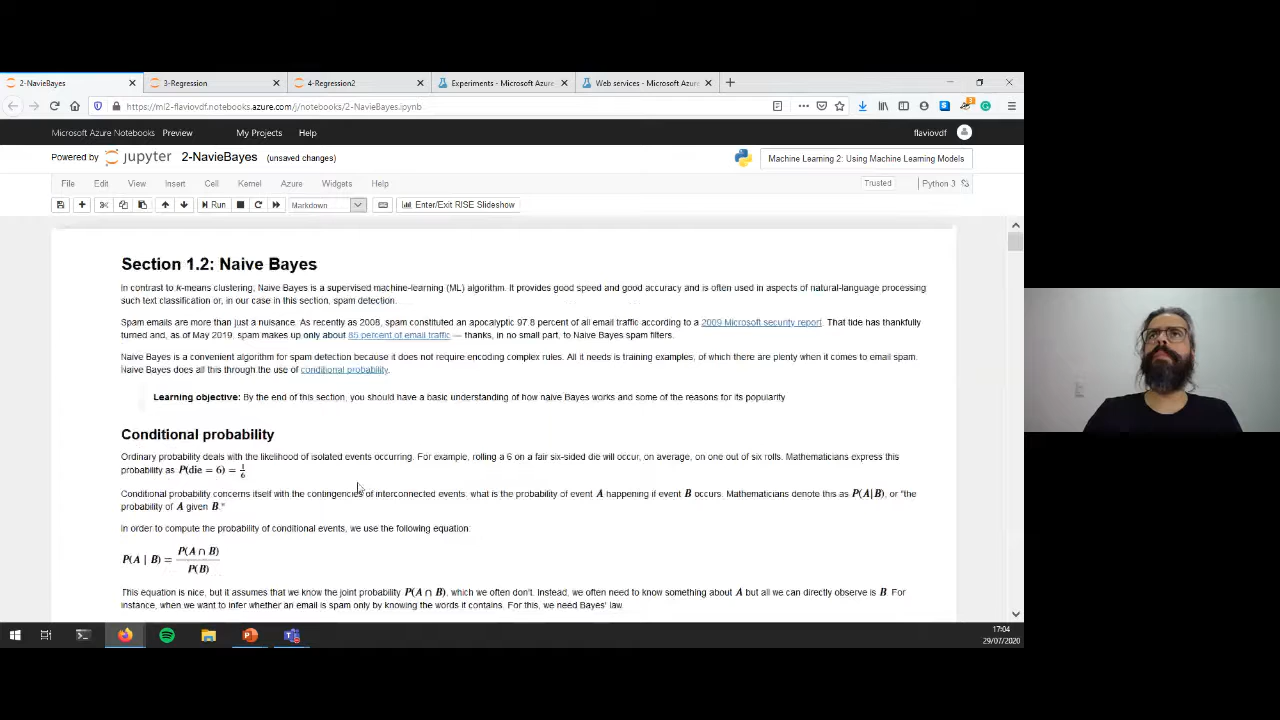 2-NavieBayes
3-Regression
4-Regression2
Experiments - Microsoft Azure
Web services - Microsoft Azure
https://ml2-flaviovdf.notebooks.azure.com/j/notebooks/2-NavieBayes.ipynb
Microsoft Azure Notebooks Preview My Projects Help flaviovdf
Powered by jupyter 2-NavieBayes (unsaved changes) Machine Learning 2: Using Machine Learning Models
File Edit View Insert Cell Kernel Azure Widgets Help Trusted Python 3
Run Markdown Enter/Exit RISE Slideshow
Section 1.2: Naive Bayes
In contrast to k-means clustering, Naive Bayes is a supervised machine-learning (ML) algorithm. It provides good speed and good accuracy and is often used in aspects of natural-language processing
such text classification or, in our case in this section, spam detection.
Spam emails are more than just a nuisance. As recently as 2008, spam constituted an apocalyptic 97.8 percent of all email traffic according to a 2009 Microsoft security report. That tide has thankfully
turned and, as of May 2019, spam makes up only about 85 percent of email traffic — thanks, in no small part, to Naive Bayes spam filters.
Naive Bayes is a convenient algorithm for spam detection because it does not require encoding complex rules. All it needs is training examples, of which there are plenty when it comes to email spam.
Naive Bayes does all this through the use of conditional probability.
Learning objective: By the end of this section, you should have a basic understanding of how naive Bayes works and some of the reasons for its popularity
Conditional probability
Ordinary probability deals with the likelihood of isolated events occurring. For example, rolling a 6 on a fair six-sided die will occur, on average, on one out of six rolls. Mathematicians express this
probability as P(die = 6) = 1/6
Conditional probability concerns itself with the contingencies of interconnected events. what is the probability of event A happening if event B occurs. Mathematicians denote this as P(A|B), or "the
probability of A given B."
In order to compute the probability of conditional events, we use the following equation:
P(A | B) = P(A ∩ B) / P(B)
This equation is nice, but it assumes that we know the joint probability P(A ∩ B), which we often don't. Instead, we often need to know something about A but all we can directly observe is B For
instance, when we want to infer whether an email is spam only by knowing the words it contains. For this, we need Bayes' law.
17:04
29/07/2020